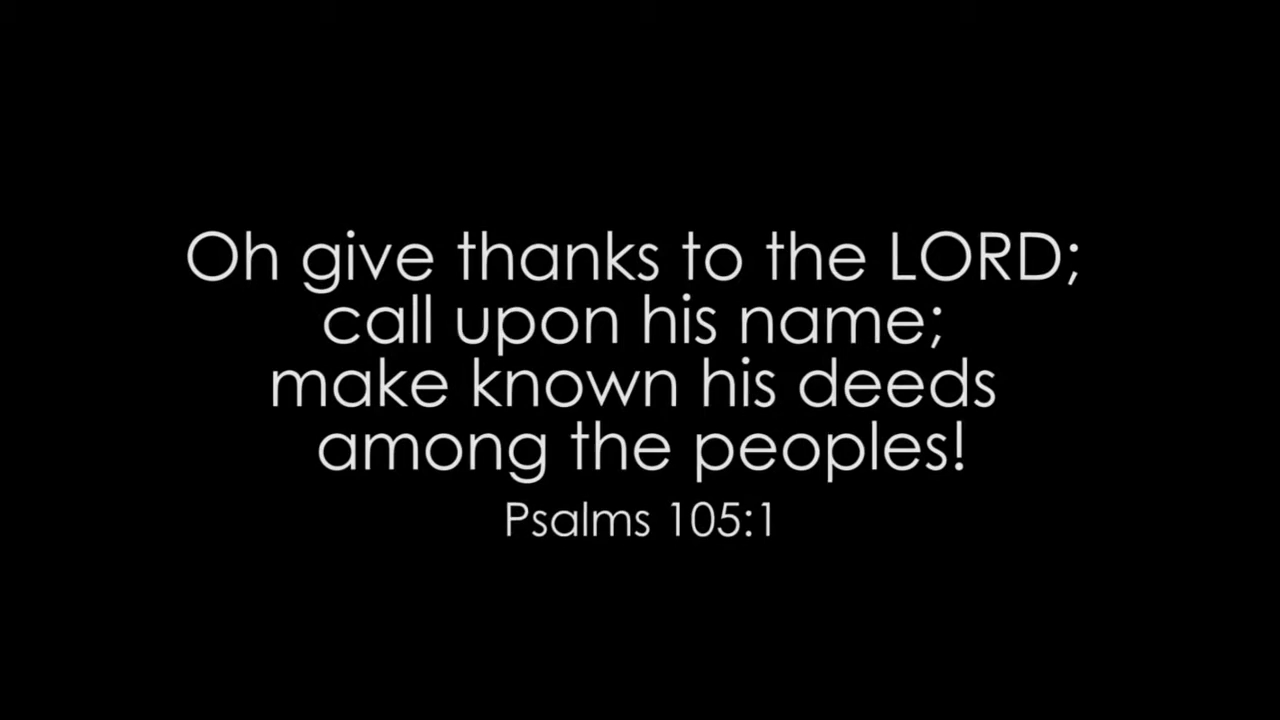 Oh give thanks to the LORD;
call upon his name;
make known his deeds
among the peoples!
Psalms 105:1